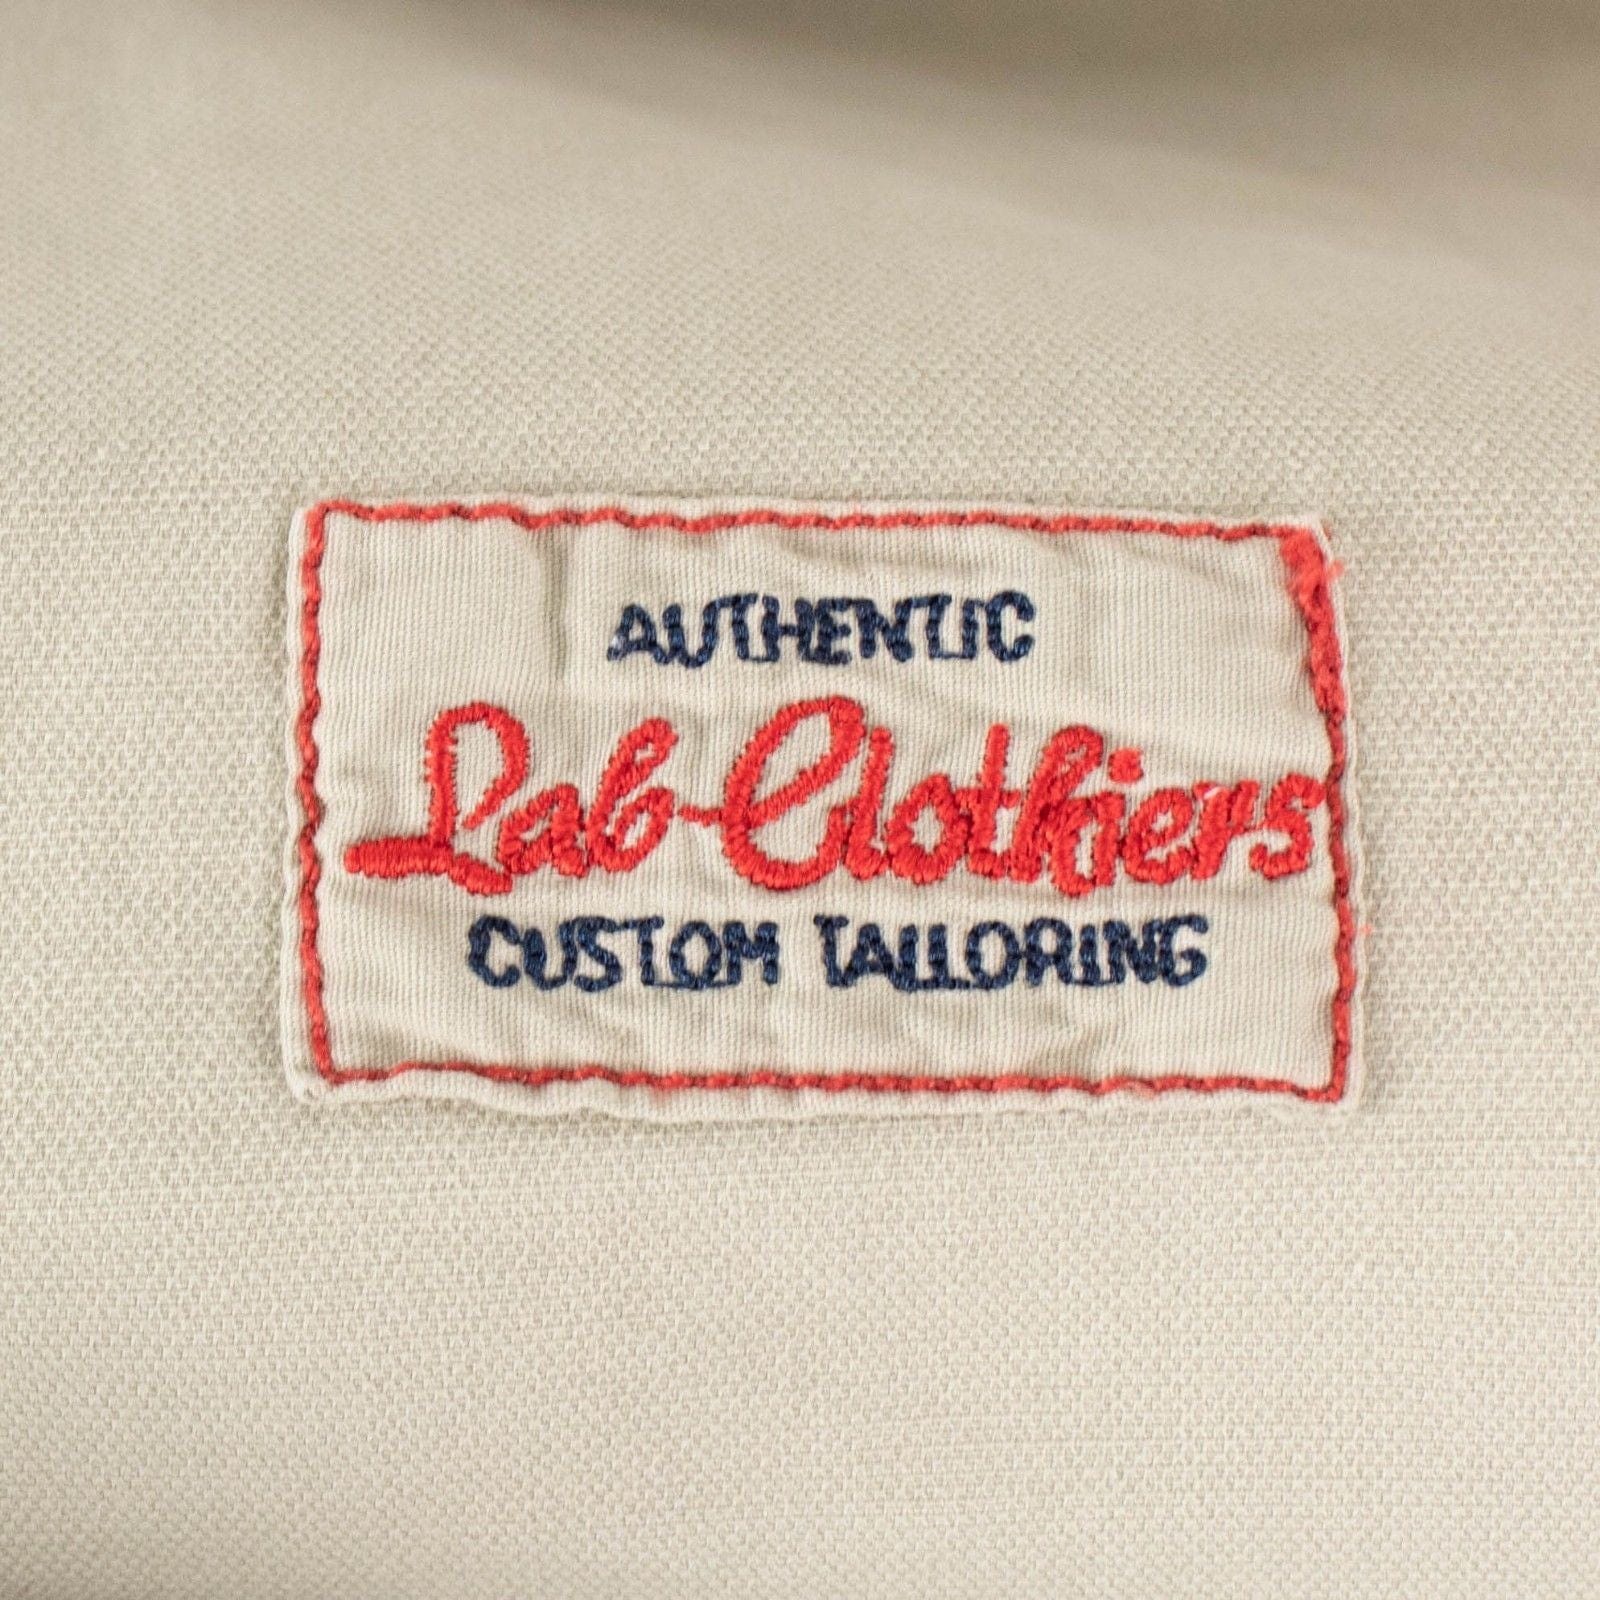 AUTHENTIC
Lab Clothiers
CUSTOM TAILORING